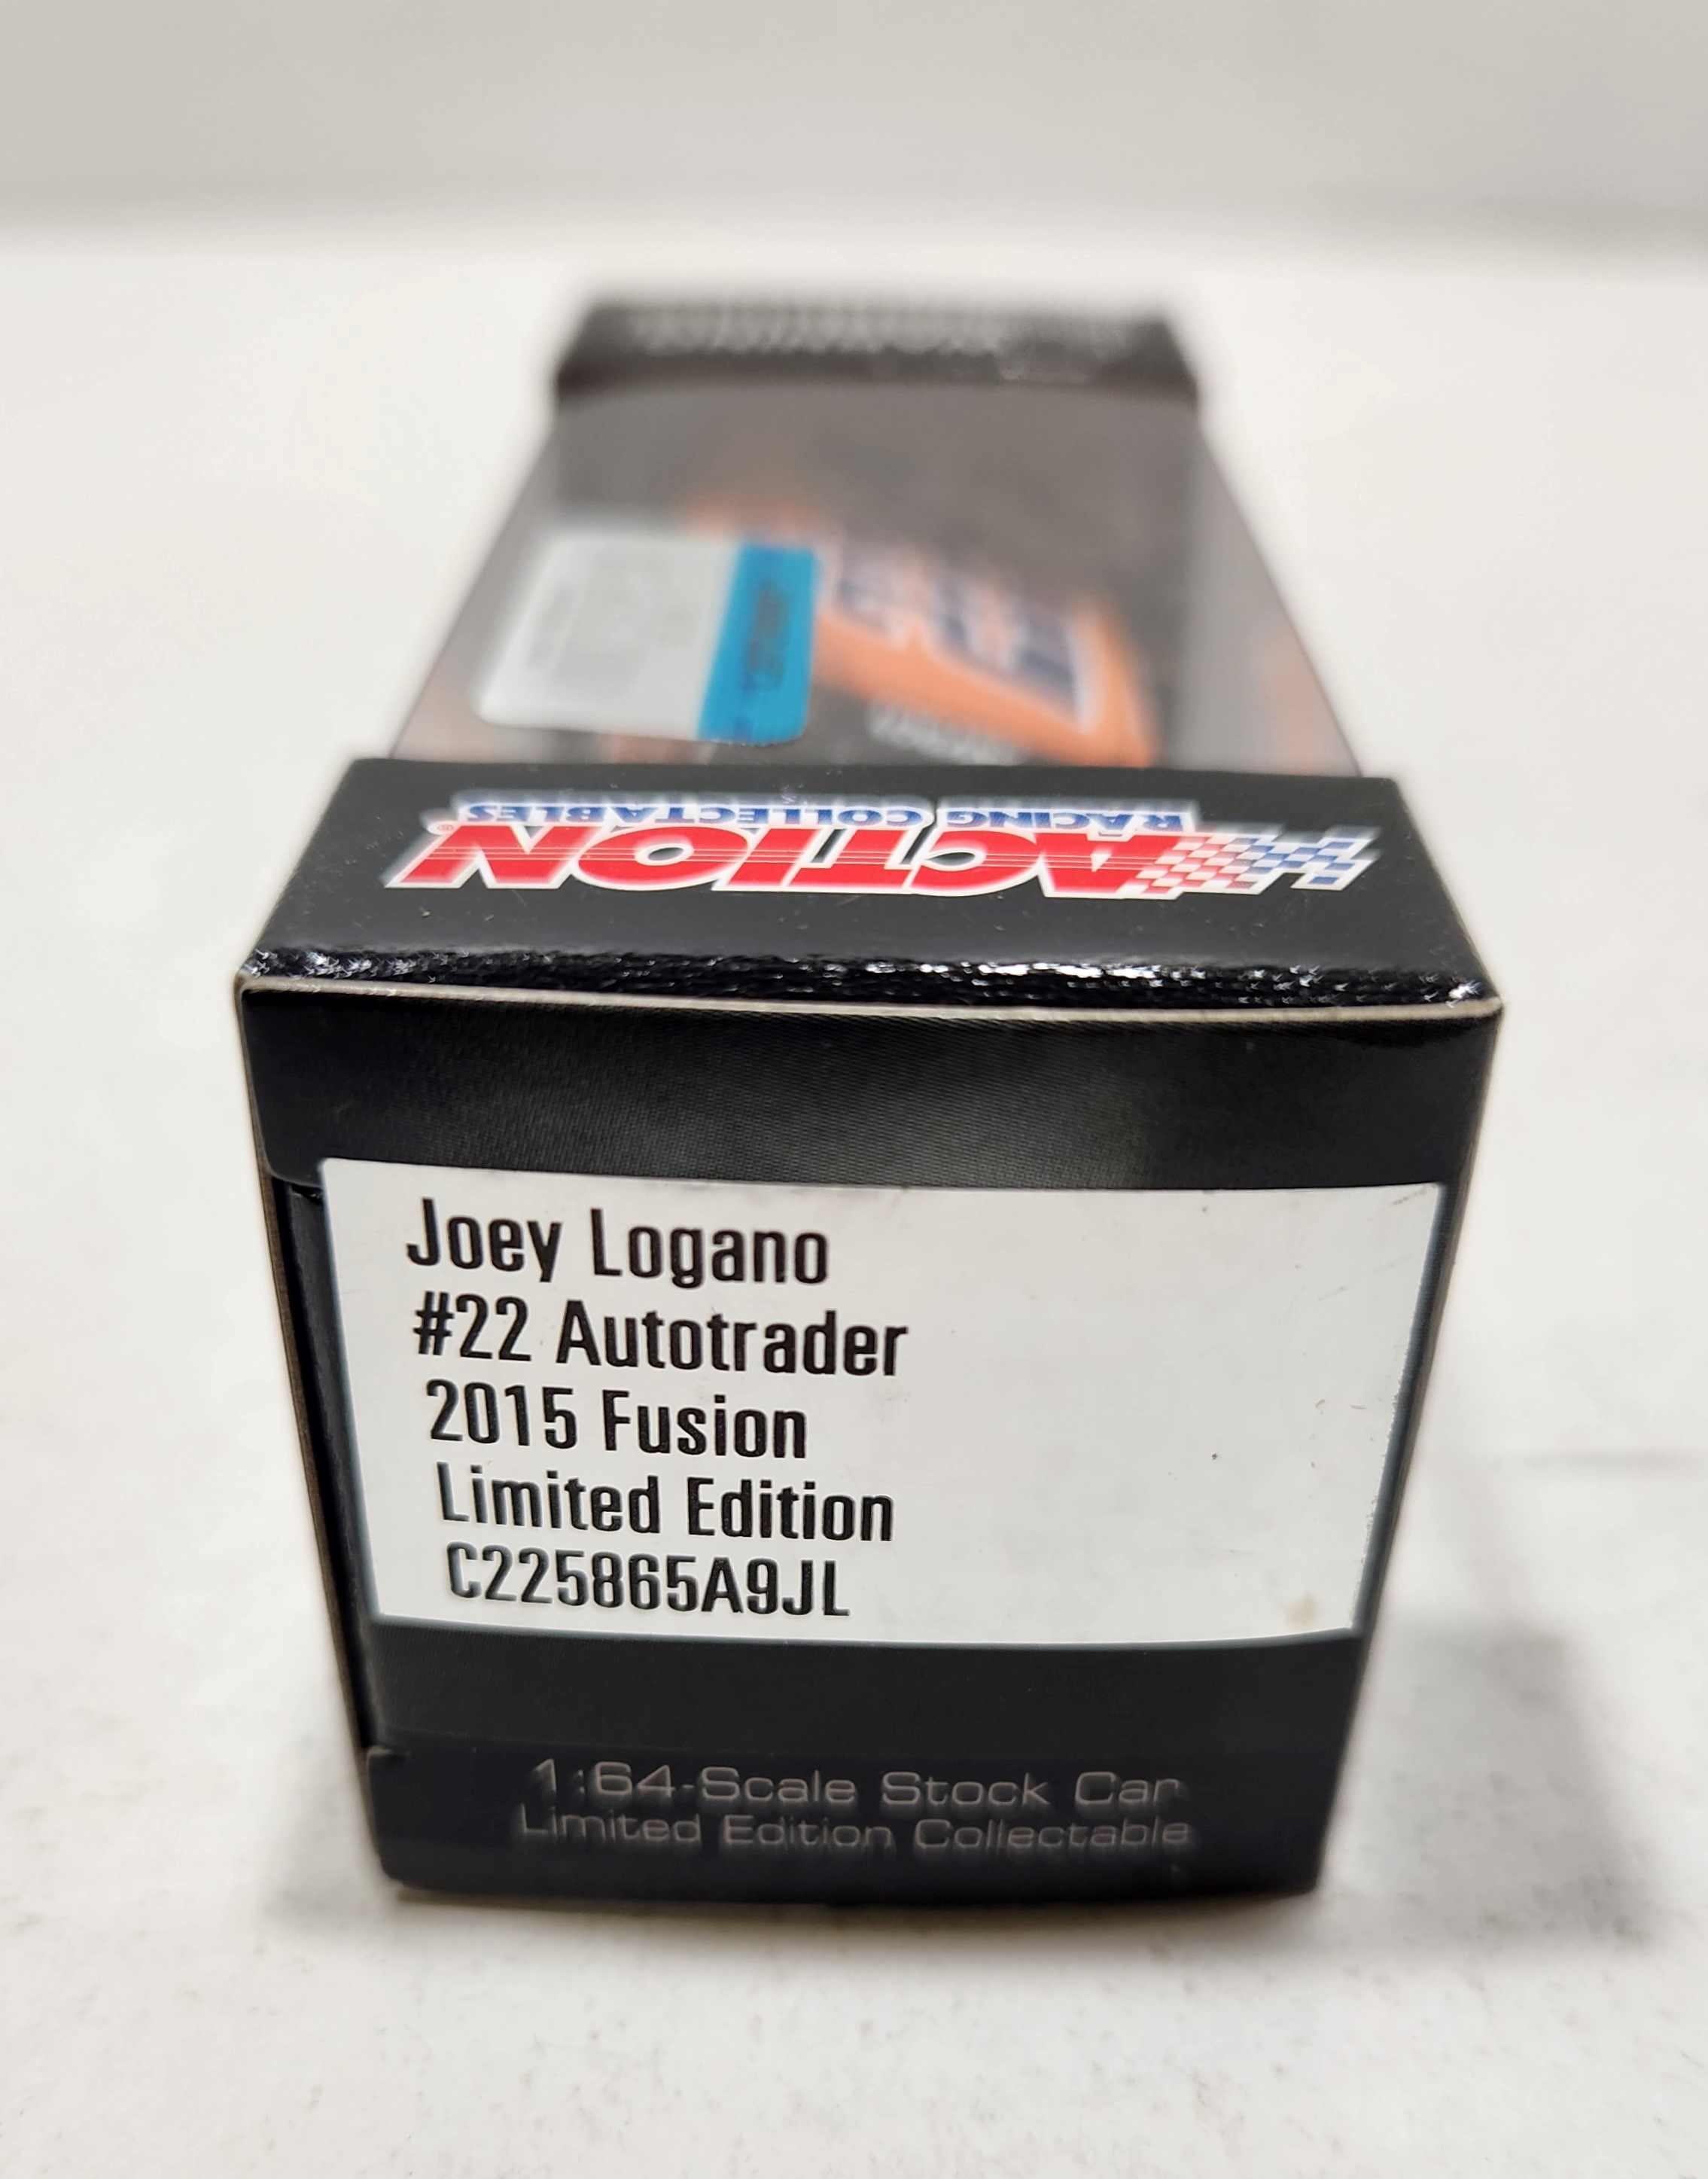 ACTION®
RACING COLLECTABLES
Joey Logano
#22 Autotrader
2015 Fusion
Limited Edition
C225865A9JL
1:64-Scale Stock Car
Limited Edition Collectable